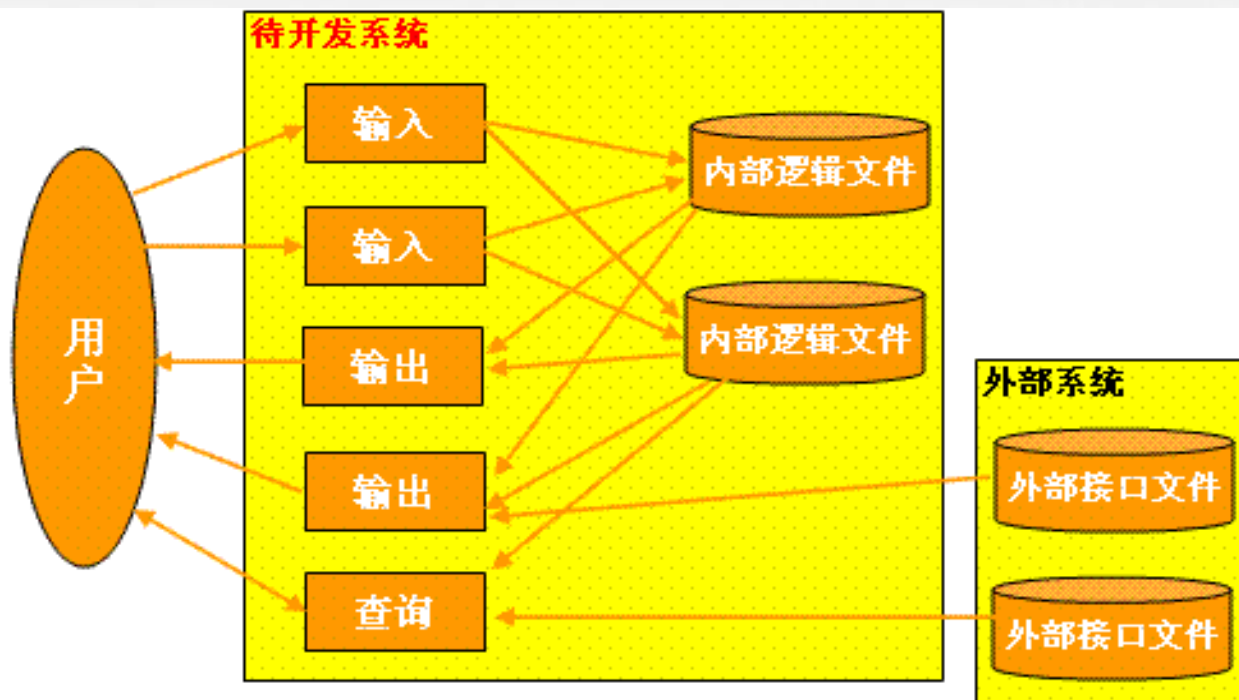 待开发系统
输入
内部逻辑文件
输入
用户
内部逻辑文件
输出
外部系统
输出
外部接口文件
查询
外部接口文件